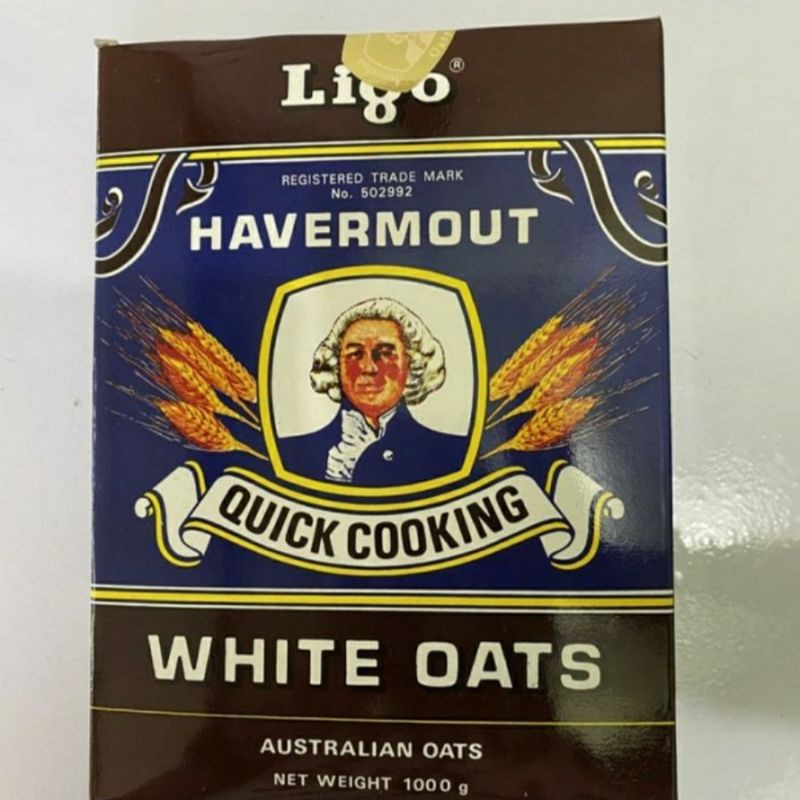 Ligo®
REGISTERED TRADE MARK
No. 502992
HAVERMOUT
QUICK COOKING
WHITE OATS
AUSTRALIAN OATS
NET WEIGHT 1000 g